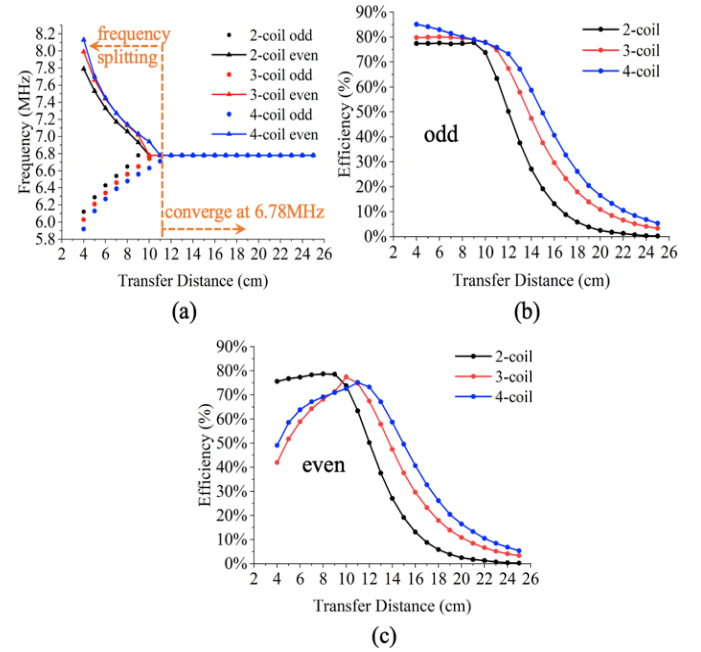 (a)
frequency
splitting
2-coil odd
2-coil even
3-coil odd
3-coil even
4-coil odd
4-coil even
converge at 6.78MHz
8.2
8.0
7.8
7.6
7.4
7.2
7.0
6.8
6.6
6.4
6.2
6.0
5.8
Frequency (MHz)
2 4 6 8 10 12 14 16 18 20 22 24 26
Transfer Distance (cm)
(a)
90%
80%
70%
60%
50%
40%
30%
20%
10%
0%
Efficiency (%)
2-coil
3-coil
4-coil
odd
2 4 6 8 10 12 14 16 18 20 22 24 26
Transfer Distance (cm)
(b)
90%
80%
70%
60%
50%
40%
30%
20%
10%
0%
Efficiency (%)
2-coil
3-coil
4-coil
even
2 4 6 8 10 12 14 16 18 20 22 24 26
Transfer Distance (cm)
(c)